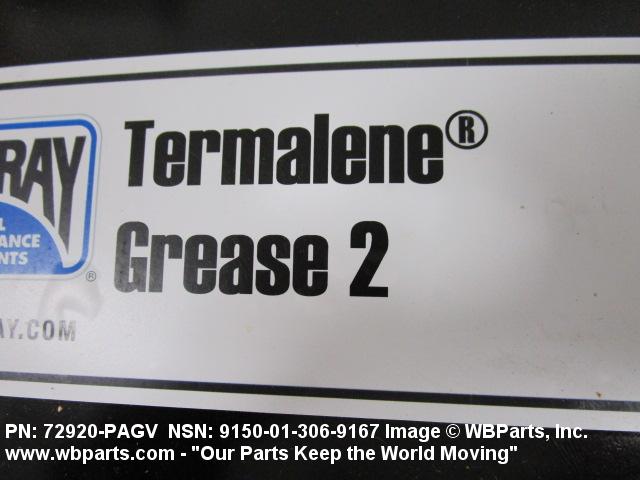 RAY
Termalene®
Grease 2
®
.COM
PN: 72920-PAGV NSN: 9150-01-306-9167 Image © WBParts, Inc.
www.wbparts.com - "Our Parts Keep the World Moving"